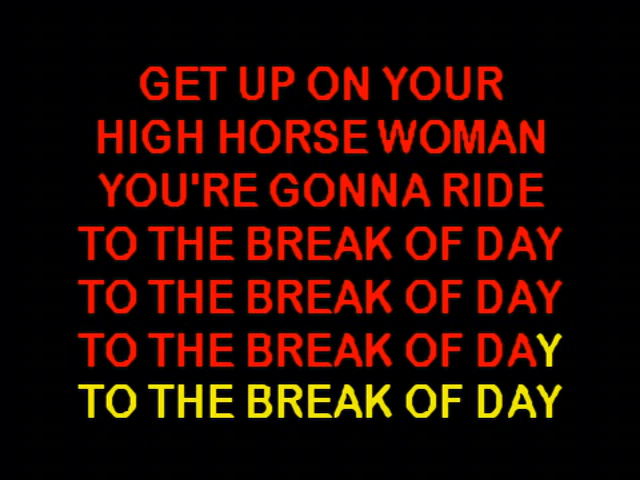 GET UP ON YOUR
HIGH HORSE WOMAN
YOU'RE GONNA RIDE
TO THE BREAK OF DAY
TO THE BREAK OF DAY
TO THE BREAK OF DAY
TO THE BREAK OF DAY